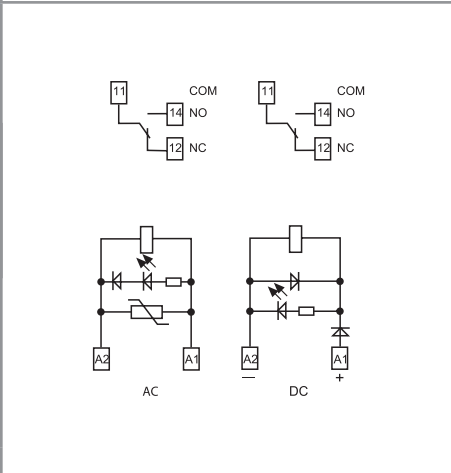 11 COM 11 COM
14 NO 14 NO
12 NC 12 NC
A2 A1 A2 A1
— +
AC DC